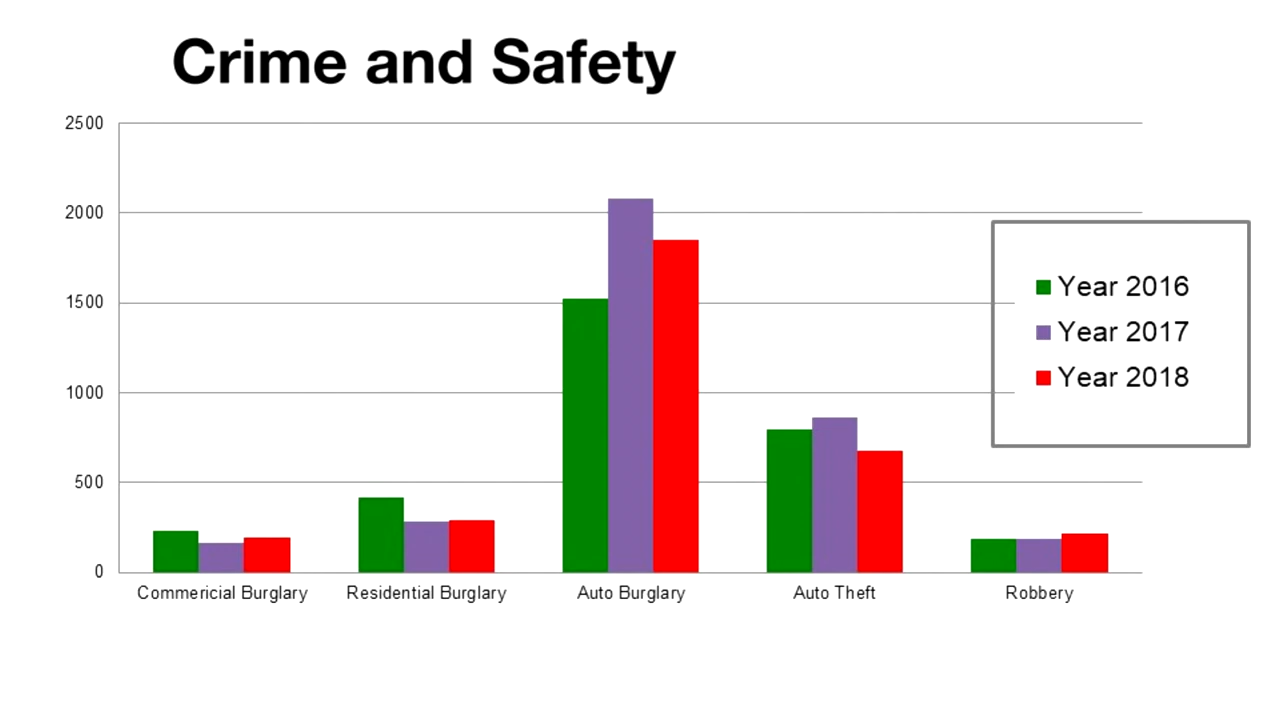 Crime and Safety
2500
2000
1500
1000
500
0
Year 2016
Year 2017
Year 2018
Commericial Burglary
Residential Burglary
Auto Burglary
Auto Theft
Robbery